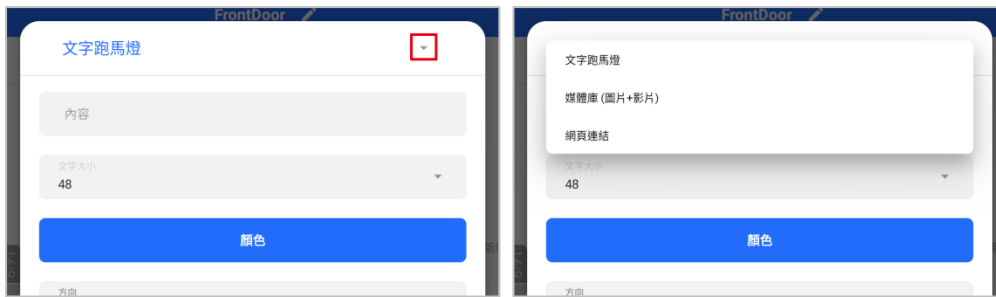 FrontDoor
文字跑馬燈
內容
文字大小
48
顏色
方向
FrontDoor
文字跑馬燈
媒體庫 (圖片+影片)
網頁連結
文字大小
48
顏色
方向